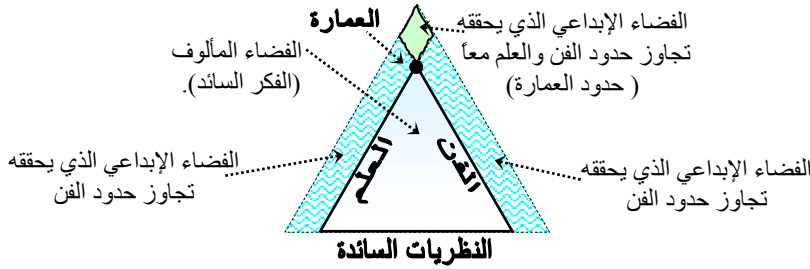 العمارة
الفضاء الإبداعي الذي يحققه
تجاوز حدود الفن والعلم معاً
( حدود العمارة)
الفضاء المألوف
(الفكر السائد).
الفضاء الإبداعي الذي يحققه
تجاوز حدود الفن
الفضاء الإبداعي الذي يحققه
تجاوز حدود الفن
الفن
العلم
النظريات السائدة